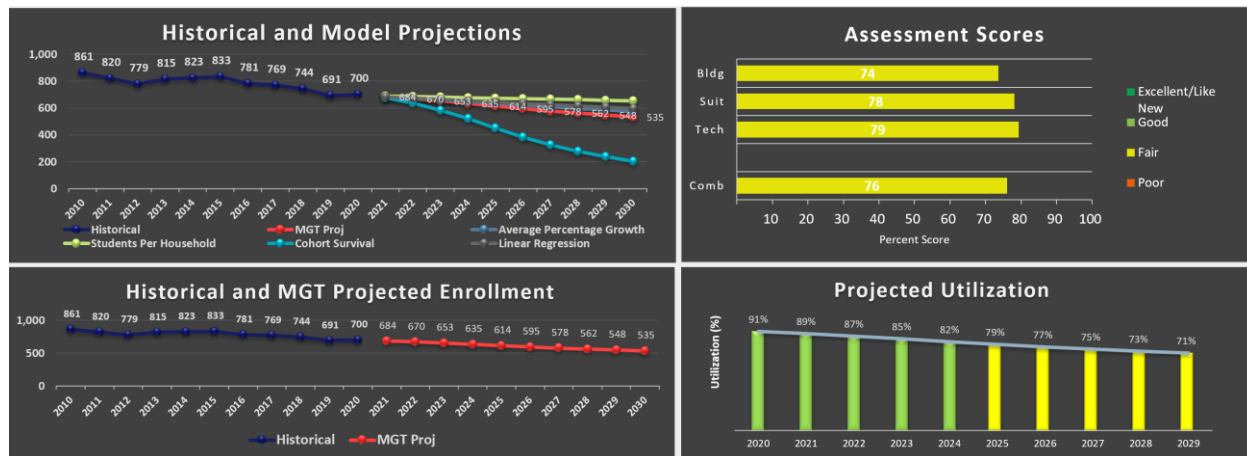 Historical and Model Projections
1,000
800
600
400
200
0
861 820 779 815 823 833 781 769 744 691 700
684 670 653 635 614 595 578 562 548 535
2010 2011 2012 2013 2014 2015 2016 2017 2018 2019 2020 2021 2022 2023 2024 2025 2026 2027 2028 2029 2030
Historical MGT Proj Average Percentage Growth
Students Per Household Cohort Survival Linear Regression
Assessment Scores
Bldg 74
Suit 78
Tech 79
Comb 76
10 20 30 40 50 60 70 80 90 100
Percent Score
Excellent/Like
New
Good
Fair
Poor
Historical and MGT Projected Enrollment
1,000
500
0
861 820 779 815 823 833 781 769 744 691 700 684 670 653 635 614 595 578 562 548 535
2010 2011 2012 2013 2014 2015 2016 2017 2018 2019 2020 2021 2022 2023 2024 2025 2026 2027 2028 2029 2030
Historical MGT Proj
Projected Utilization
Utilization (%)
91% 89% 87% 85% 82% 79% 77% 75% 73% 71%
2020 2021 2022 2023 2024 2025 2026 2027 2028 2029